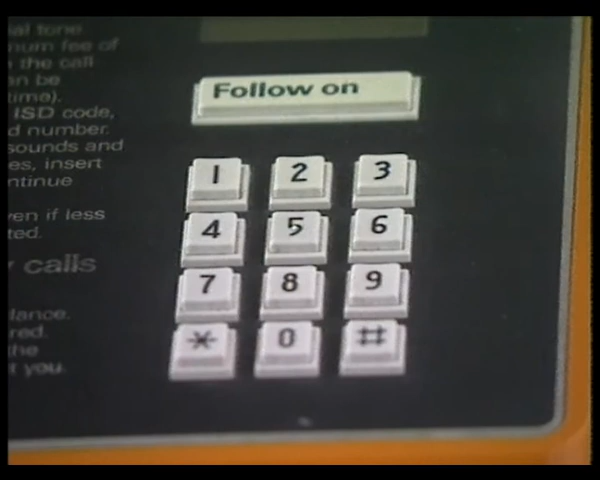 ial tone.
num fee of
the call
n be
time).
ISD code,
d number.
sounds and
es, insert
ntinue
ven if less
ted.
calls
lance.
red.
the
t you.
Follow on
1 2 3
4 5 6
7 8 9
* 0 #